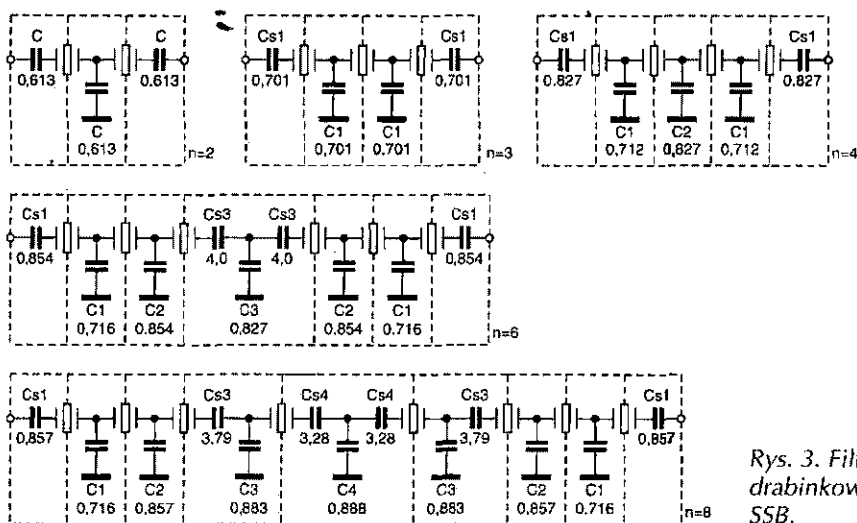 C C Cs1 Cs1 Cs1 Cs1
0,613 0.613 0,701 0,701 0.827 0.827
C C1 C1 C1 C2 C1
0,613 0.701 0.701 0,712 0,827 0,712
n=2 n=3 n=4
Cs1 Cs3 Cs3 Cs1
0.854 4,0 4,0 0,854
C1 C2 C3 C2 C1
0,716 0.854 0.827 0.854 0.716
n=6
Cs1 Cs3 Cs4 Cs4 Cs3 Cs1
0.857 3.79 3,28 3,28 3,79 0,857
C1 C2 C3 C4 C3 C2 C1
0,716 0,857 0,883 0,888 0,883 0,857 0,716
n=8
Rys. 3. Fil
drabinkow
SSB.